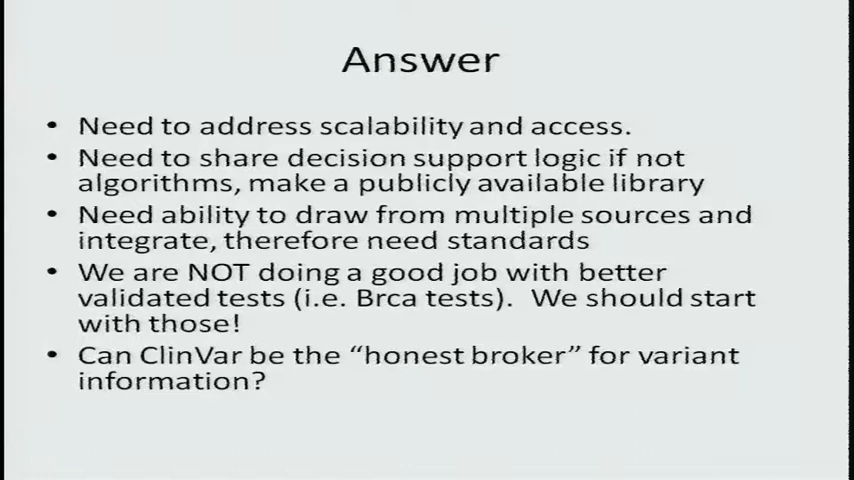 Answer
• Need to address scalability and access.
• Need to share decision support logic if not
algorithms, make a publicly available library
• Need ability to draw from multiple sources and
integrate, therefore need standards
• We are NOT doing a good job with better
validated tests (i.e. Brca tests).  We should start
with those!
• Can ClinVar be the “honest broker” for variant
information?